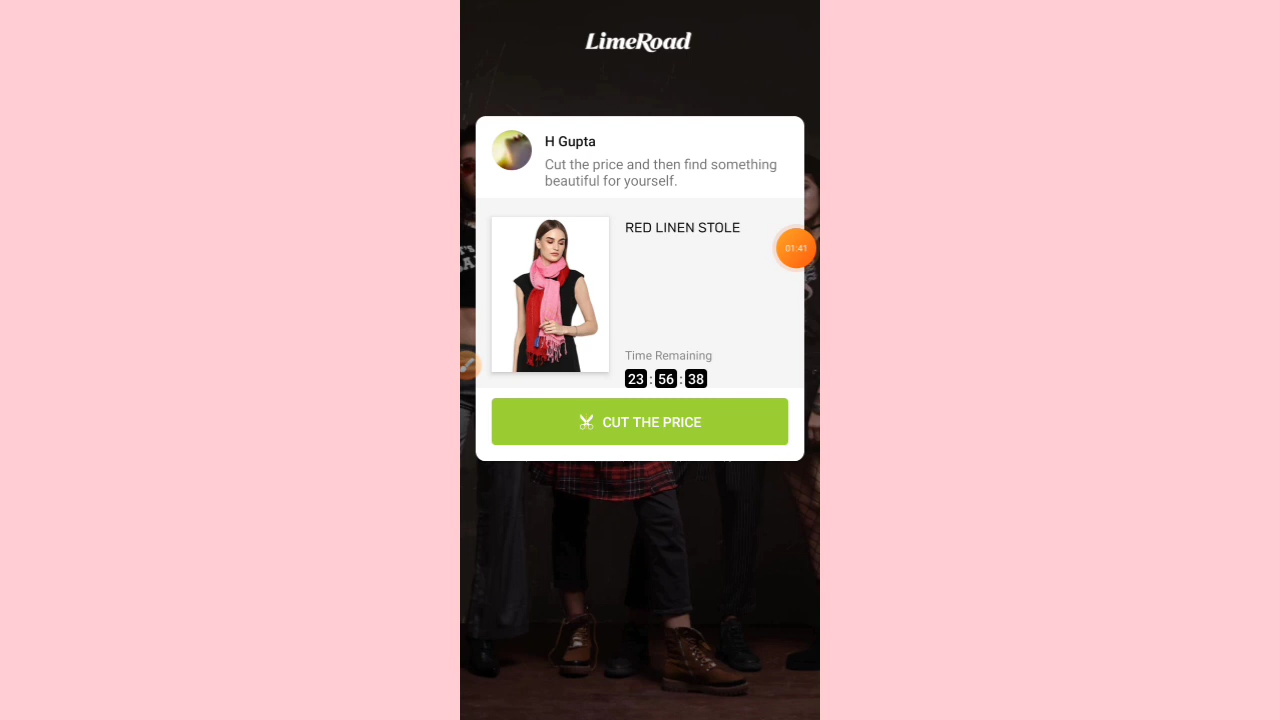 LimeRoad
H Gupta
Cut the price and then find something
beautiful for yourself.
RED LINEN STOLE
01:41
Time Remaining
23 : 56 : 38
CUT THE PRICE